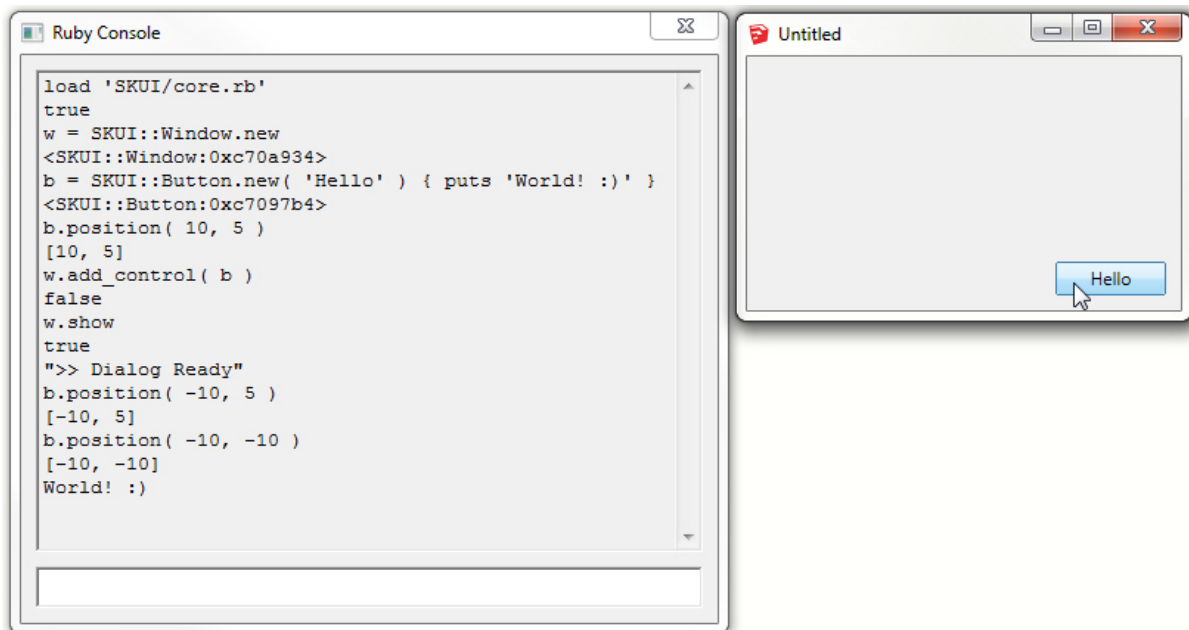 Ruby Console
load 'SKUI/core.rb'
true
w = SKUI::Window.new
<SKUI::Window:0xc70a934>
b = SKUI::Button.new( 'Hello' ) { puts 'World! :)' }
<SKUI::Button:0xc7097b4>
b.position( 10, 5 )
[10, 5]
w.add_control( b )
false
w.show
true
">> Dialog Ready"
b.position( -10, 5 )
[-10, 5]
b.position( -10, -10 )
[-10, -10]
World! :)
Untitled
Hello